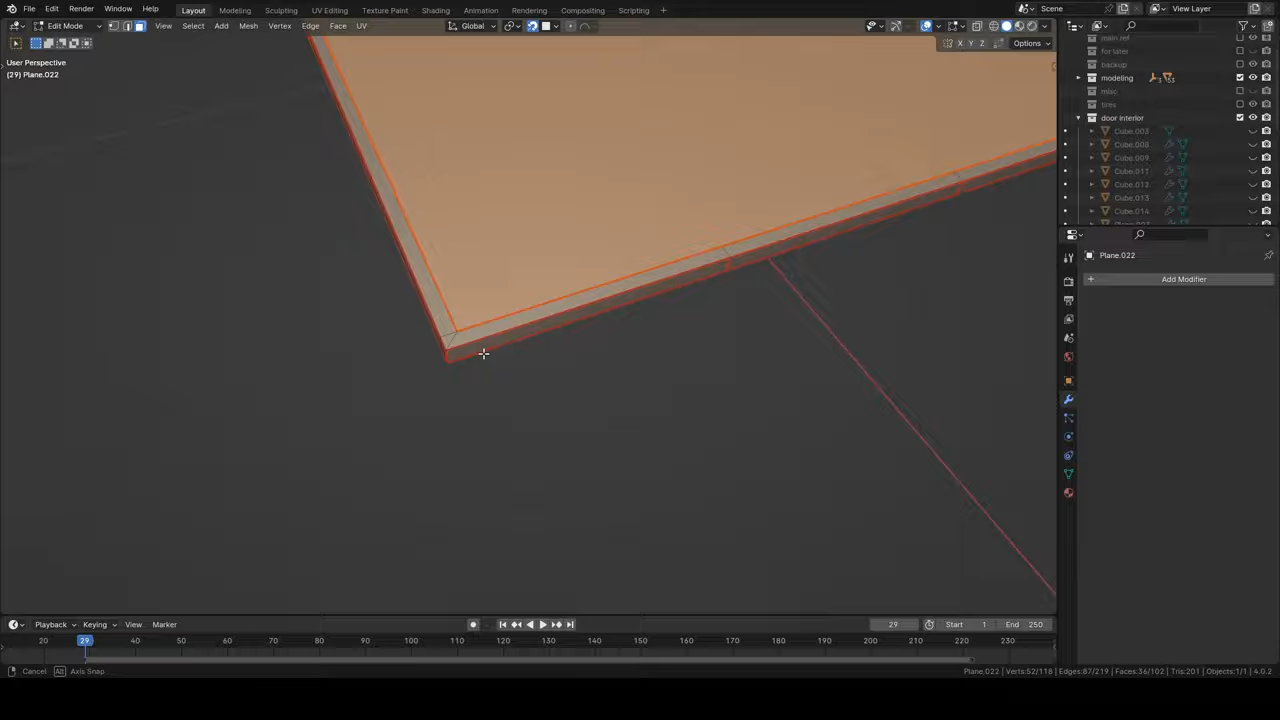 File Edit Render Window Help Layout Modeling Sculpting UV Editing Texture Paint Shading Animation Rendering Compositing Scripting + Scene View Layer
Edit Mode View Select Add Mesh Vertex Edge Face UV Global
X Y Z Options
User Perspective
(29) Plane.022
main ref
for later
backup
modeling 3 53
misc
tires
door interior
Cube.003
Cube.008
Cube.009
Cube.011
Cube.012
Cube.013
Cube.014
Plane.022
+ Add Modifier
Playback Keying View Marker 29 Start 1 End 250
20 29 40 50 60 70 80 90 100 110 120 130 140 150 160 170 180 190 200 210 220 230
Cancel Alt Axis Snap Plane.022 | Verts:52/118 | Edges:87/219 | Faces:36/102 | Tris:201 | Objects:1/1 | 4.0.2